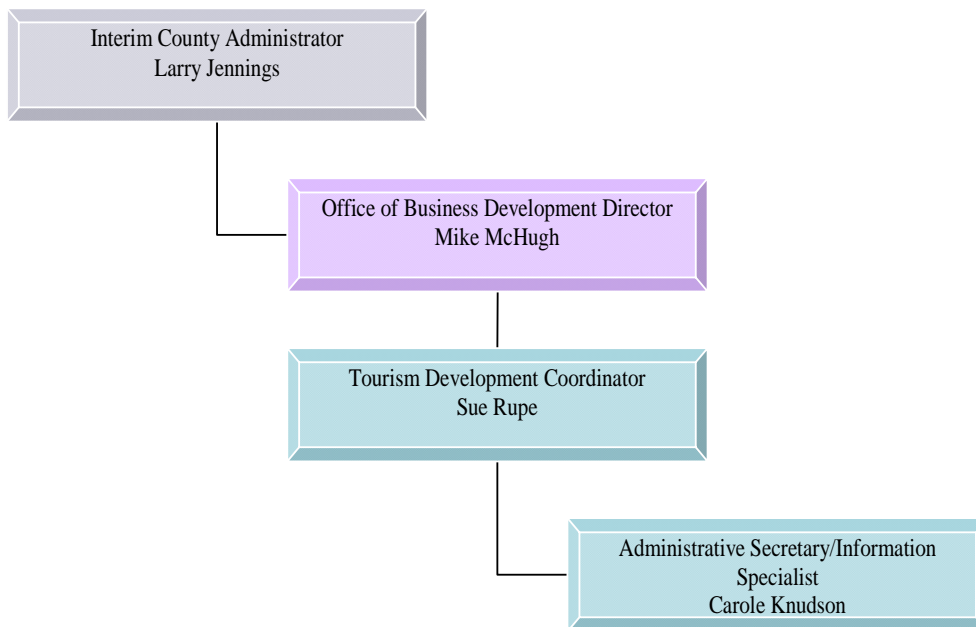 Interim County Administrator
Larry Jennings
Office of Business Development Director
Mike McHugh
Tourism Development Coordinator
Sue Rupe
Administrative Secretary/Information
Specialist
Carole Knudson